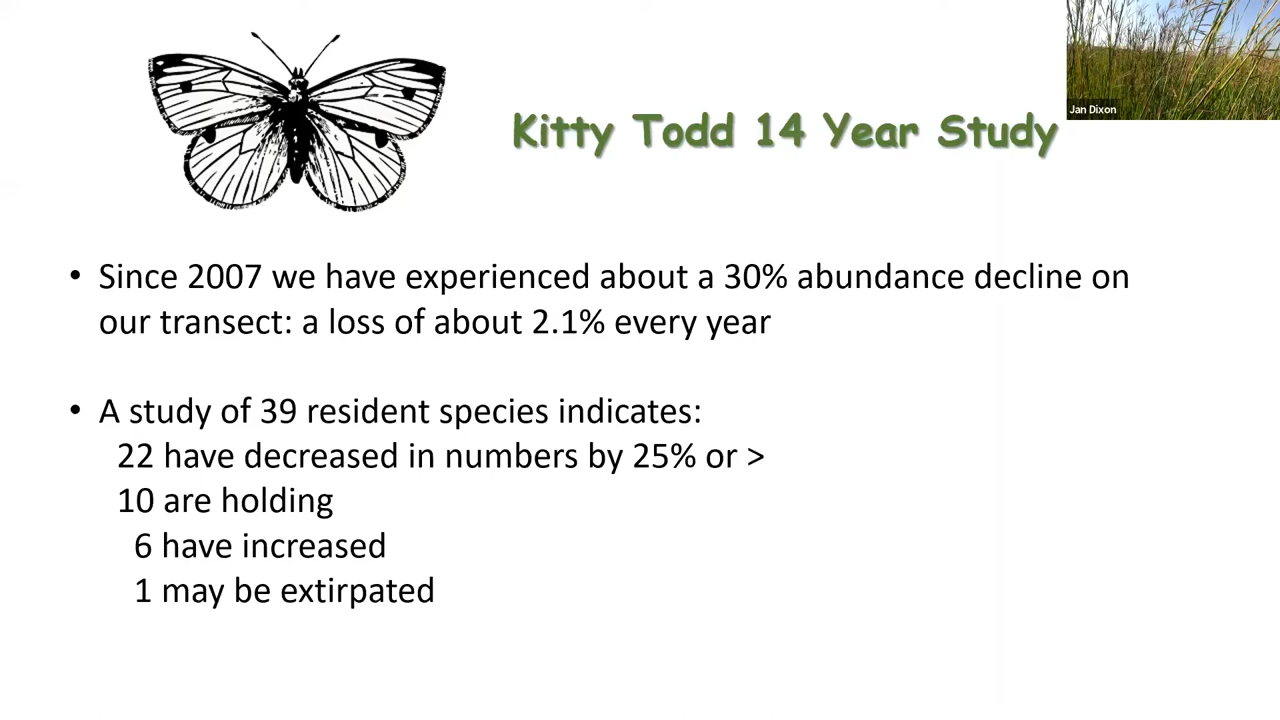 Jan Dixon
Kitty Todd 14 Year Study
• Since 2007 we have experienced about a 30% abundance decline on
our transect: a loss of about 2.1% every year
• A study of 39 resident species indicates:
22 have decreased in numbers by 25% or >
10 are holding
6 have increased
1 may be extirpated